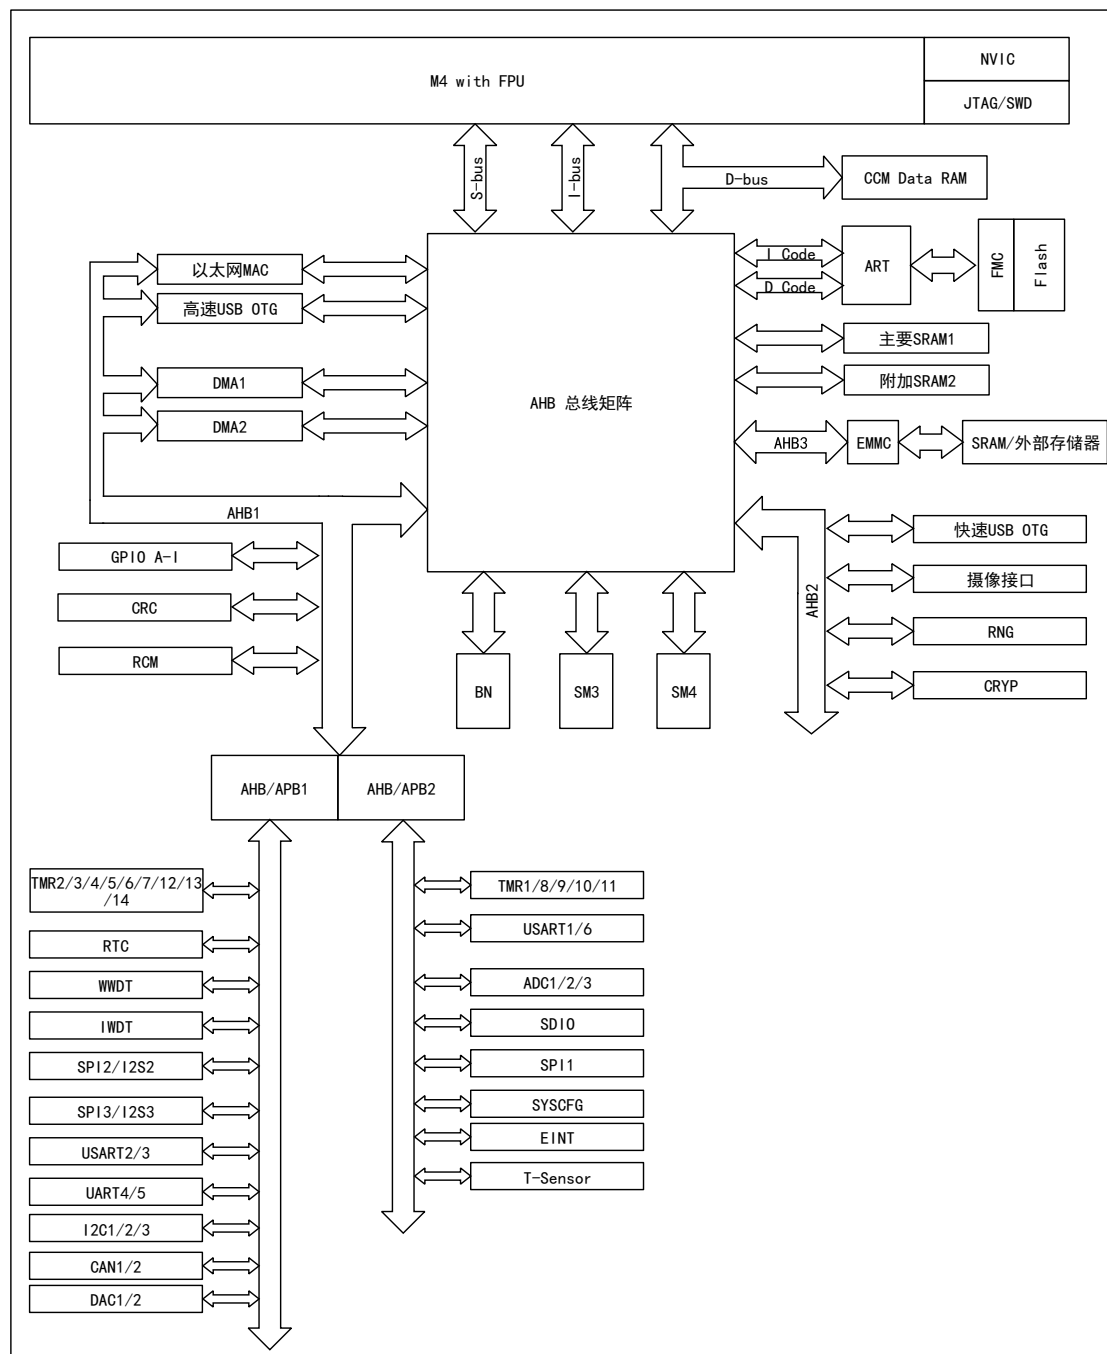 M4 with FPU
NVIC
JTAG/SWD
S-bus
I-bus
D-bus
CCM Data RAM
以太网MAC
高速USB OTG
DMA1
DMA2
AHB 总线矩阵
I Code
D Code
ART
FMC
Flash
主要SRAM1
附加SRAM2
AHB3
EMMC
SRAM/外部存储器
AHB1
GPIO A-I
CRC
RCM
BN
SM3
SM4
AHB2
快速USB OTG
摄像接口
RNG
CRYP
AHB/APB1
AHB/APB2
TMR2/3/4/5/6/7/12/13
/14
RTC
WWDT
IWDT
SPI2/I2S2
SPI3/I2S3
USART2/3
UART4/5
I2C1/2/3
CAN1/2
DAC1/2
TMR1/8/9/10/11
USART1/6
ADC1/2/3
SDIO
SPI1
SYSCFG
EINT
T-Sensor